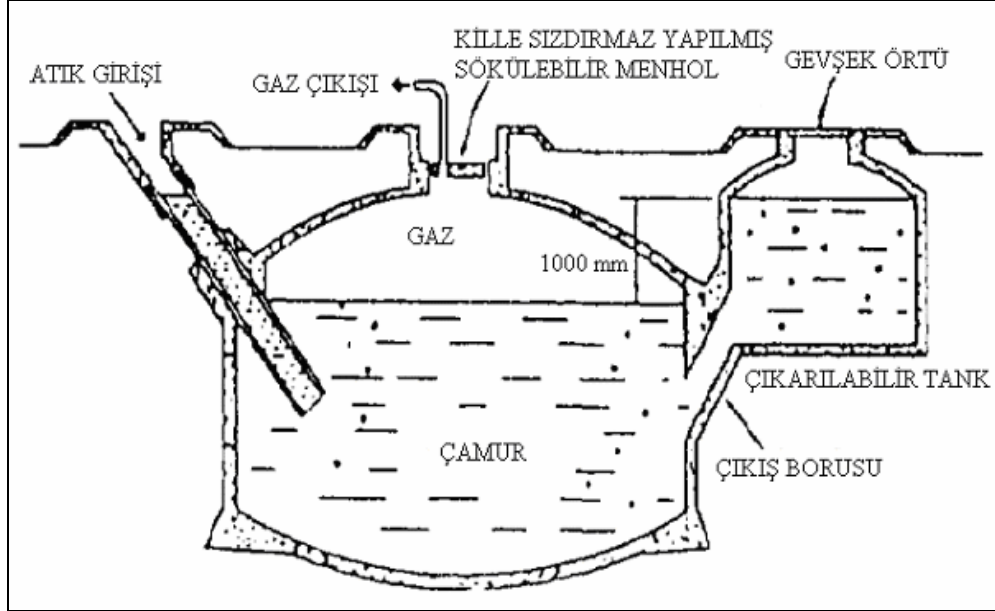 KİLLE SIZDIRMAZ YAPILMIŞ
SÖKÜLEBİLİR MENHOL
GEVŞEK ÖRTÜ
ATIK GİRİŞİ
GAZ ÇIKIŞI
GAZ
1000 mm
ÇIKARILABİLİR TANK
ÇAMUR
ÇIKIŞ BORUSU